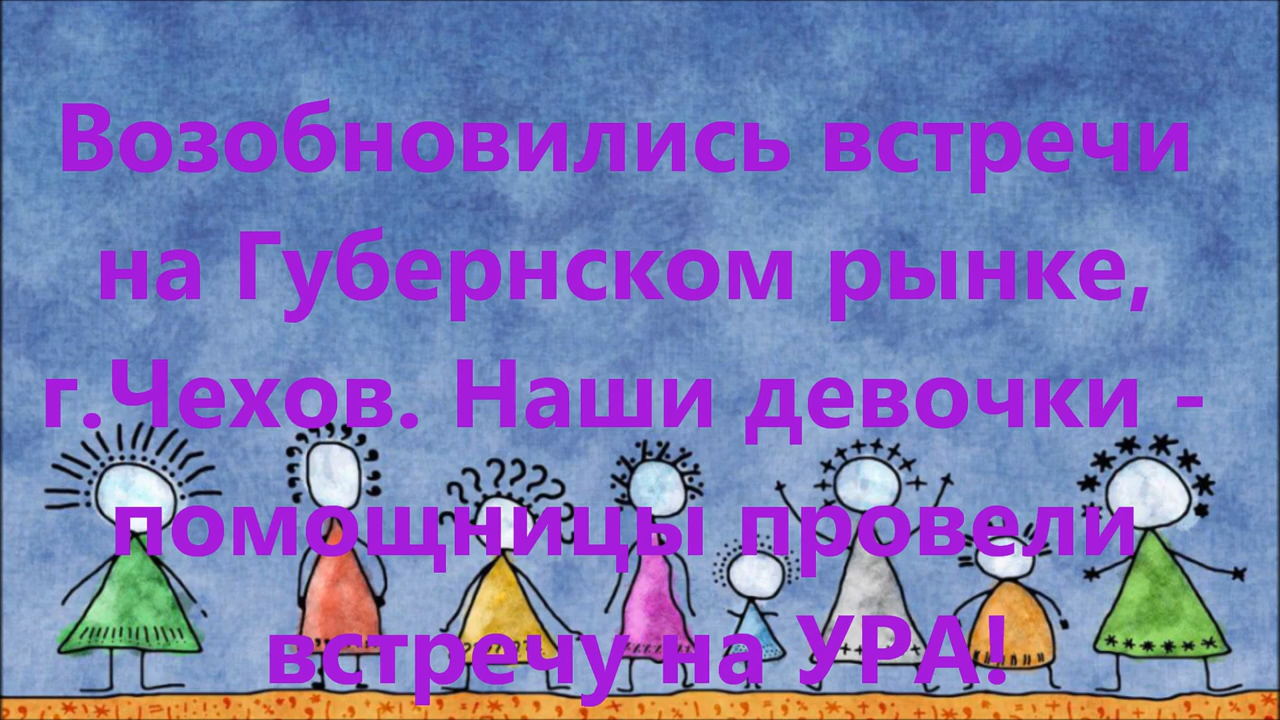 Возобновились встречи
на Губернском рынке,
г.Чехов. Наши девочки -
помощницы провели
встречу на УРА!